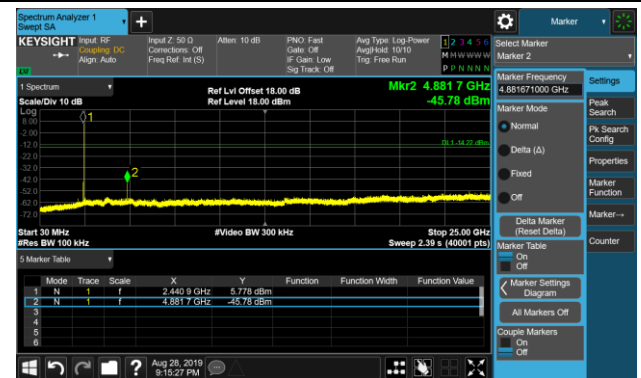 Spectrum Analyzer 1
Swept SA
Marker
KEYSIGHT
Input: RF
Coupling: DC
Align: Auto
Input Z: 50 Ω
Corrections: Off
Freq Ref: Int (S)
Atten: 10 dB
PNO: Fast
Gate: Off
IF Gain: Low
Sig Track: Off
Avg Type: Log-Power
Avg|Hold: 10/10
Trig: Free Run
1 2 3 4 5 6
M W W W W W
P P N N N N
Select Marker
Marker 2
1 Spectrum
Scale/Div 10 dB
Ref Lvl Offset 18.00 dB
Ref Level 18.00 dBm
Mkr2 4.881 7 GHz
-45.78 dBm
Log
8.00
-2.00
-12.0
-22.0
-32.0
-42.0
-52.0
-62.0
-72.0
1
2
DL1 -14.22 dBm
Start 30 MHz
#Res BW 100 kHz
#Video BW 300 kHz
Stop 25.00 GHz
Sweep 2.39 s (40001 pts)
5 Marker Table
Mode Trace Scale X Y Function Function Width Function Value
1 N 1 f 2.440 9 GHz 5.778 dBm
2 N 1 f 4.881 7 GHz -45.78 dBm
3
4
5
6
Marker Frequency
4.881671000 GHz
Marker Mode
Normal
Delta (Δ)
Fixed
Off
Delta Marker
(Reset Delta)
Marker Table
On
Off
Marker Settings
Diagram
All Markers Off
Couple Markers
On
Off
Settings
Peak
Search
Pk Search
Config
Properties
Marker
Function
Marker→
Counter
?
Aug 28, 2019
9:15:27 PM